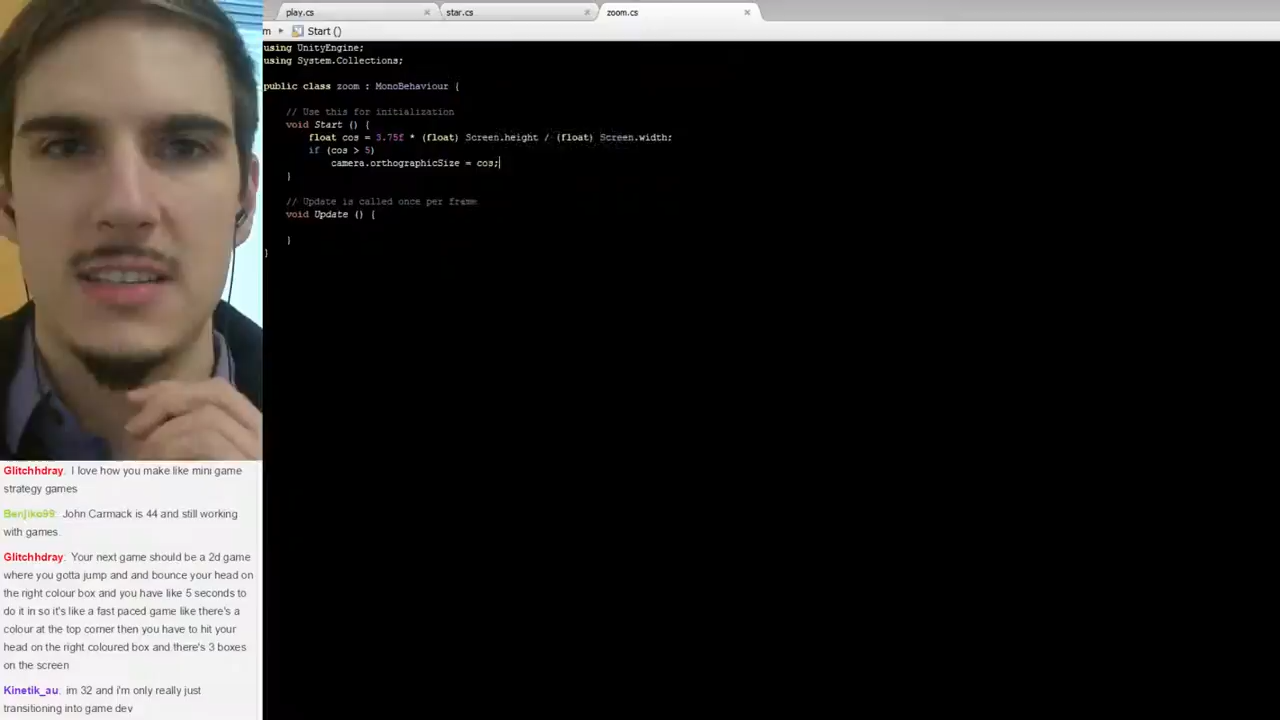 play.cs
star.cs
zoom.cs
m
Start ()
using UnityEngine;
using System.Collections;
public class zoom : MonoBehaviour {
// Use this for initialization
void Start () {
float cos = 3.75f * (float) Screen.height / (float) Screen.width;
if (cos > 5)
camera.orthographicSize = cos;
}
// Update is called once per frame
void Update () {
}
}
Glitchhdray: I love how you make like mini game
strategy games
Benjiko99: John Carmack is 44 and still working
with games.
Glitchhdray: Your next game should be a 2d game
where you gotta jump and and bounce your head on
the right colour box and you have like 5 seconds to
do it in so it's like a fast paced game like there's a
colour at the top corner then you have to hit your
head on the right coloured box and there's 3 boxes
on the screen
Kinetik_au: im 32 and i'm only really just
transitioning into game dev